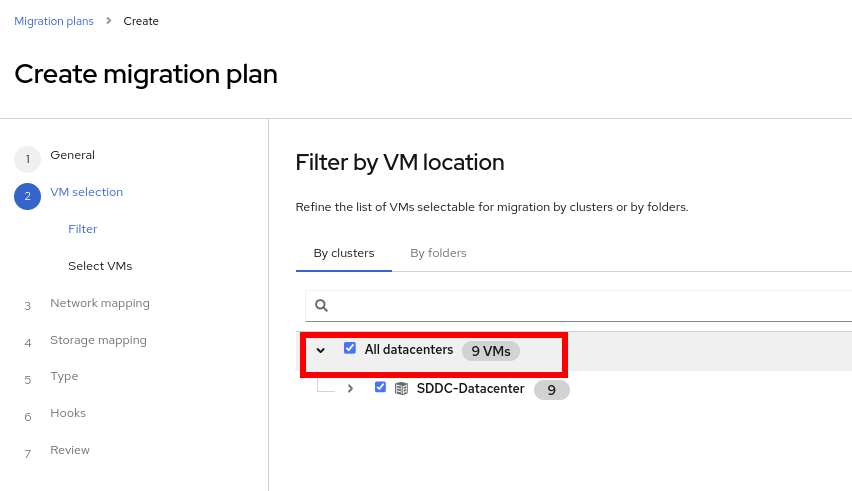 Migration plans > Create
Create migration plan
1 General
2 VM selection
Filter
Select VMs
3 Network mapping
4 Storage mapping
5 Type
6 Hooks
7 Review
Filter by VM location
Refine the list of VMs selectable for migration by clusters or by folders.
By clusters By folders
All datacenters 9 VMs
SDDC-Datacenter 9